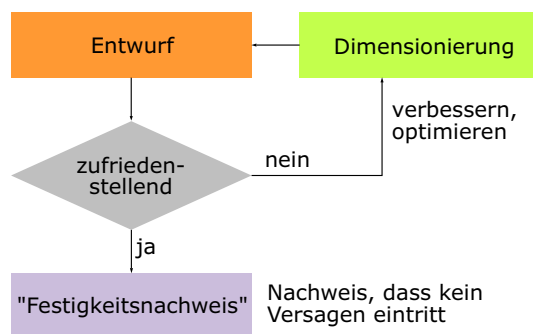 Entwurf
Dimensionierung
verbessern,
optimieren
zufrieden-
stellend
nein
ja
"Festigkeitsnachweis"
Nachweis, dass kein
Versagen eintritt